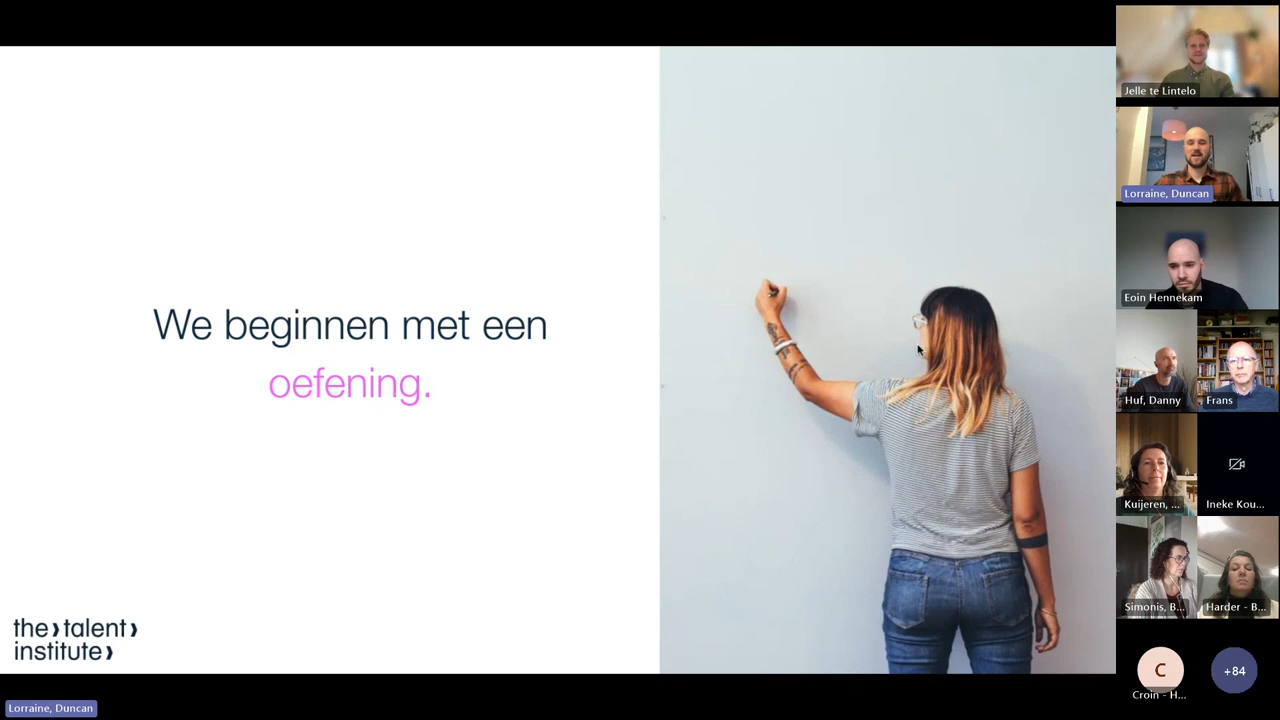 We beginnen met een
oefening.
the talent
institute
Lorraine, Duncan
Jelle te Lintelo
Lorraine, Duncan
Eoin Hennekam
Huf, Danny
Frans
Kuijeren, ...
Ineke Kou...
Simonis, B...
Harder - B...
C
Croin - H...
+84